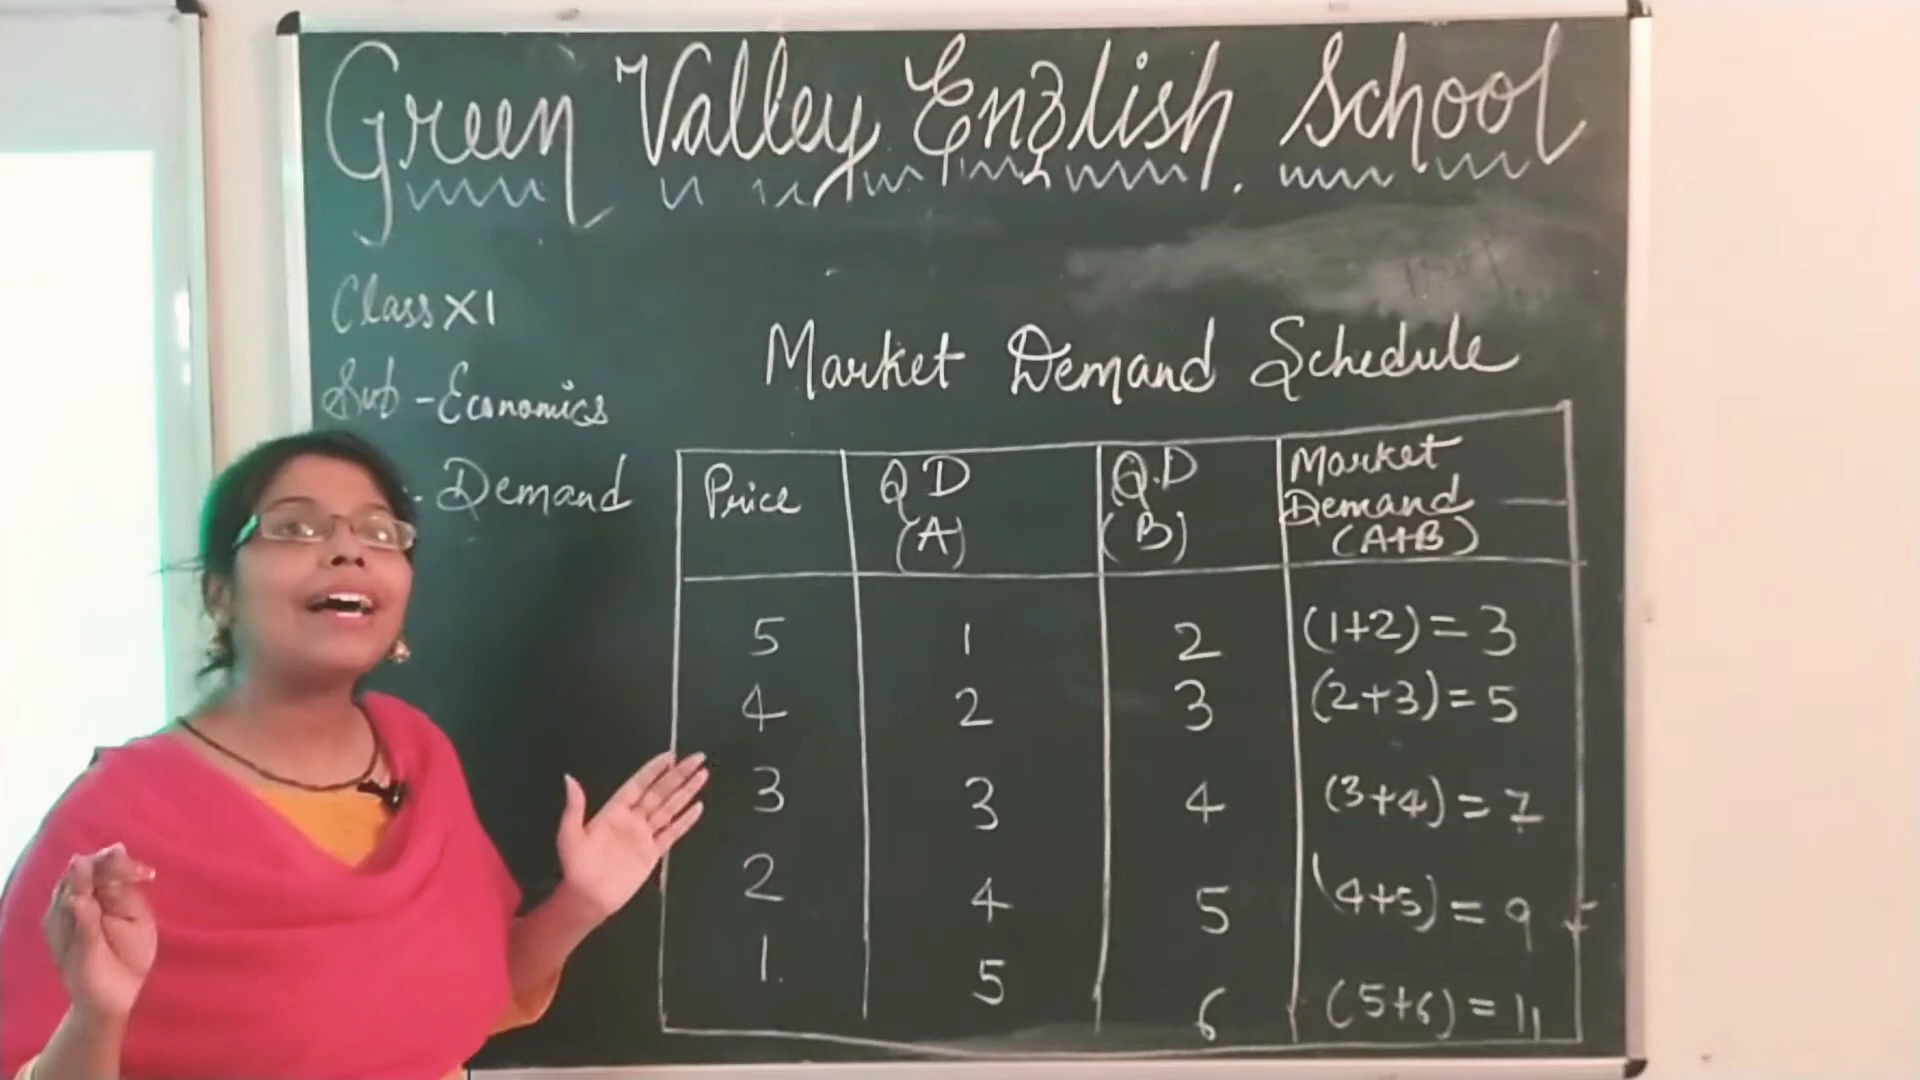 Green Valley English School
Class XI
Sub - Economics
- Demand
Market Demand Schedule
Price QD (A) Q.D (B) Market Demand (A+B)
5 1 2 (1+2) = 3
4 2 3 (2+3) = 5
3 3 4 (3+4) = 7
2 4 5 (4+5) = 9
1. 5 6 (5+6) = 11